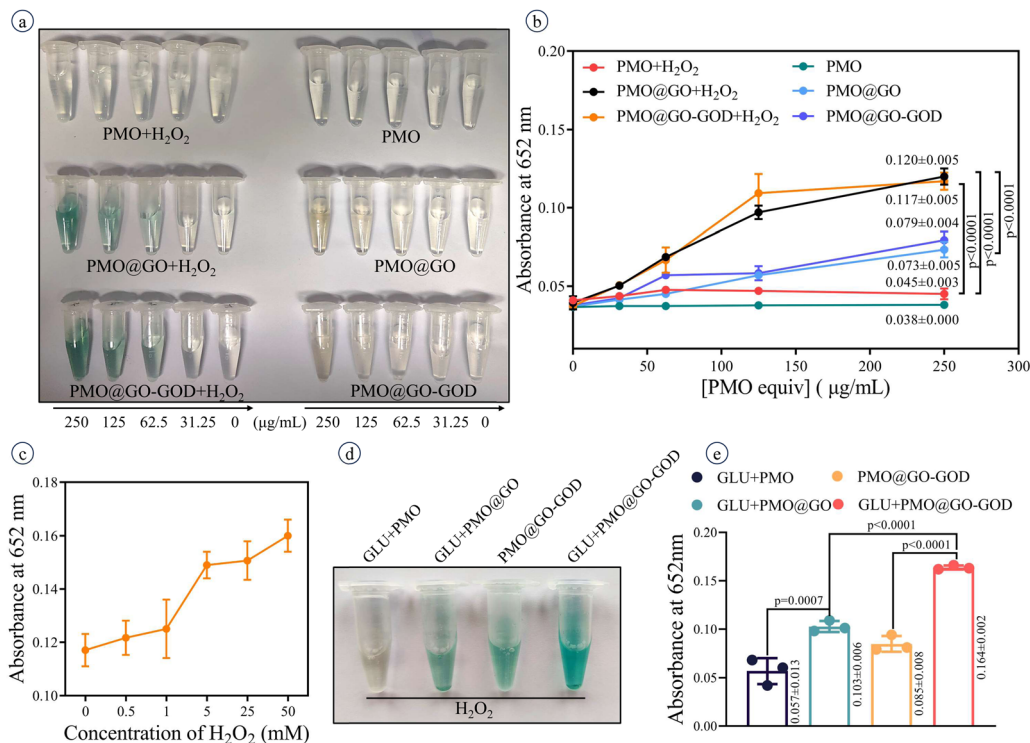 a
PMO+H₂O₂
PMO
PMO@GO+H₂O₂
PMO@GO
PMO@GO-GOD+H₂O₂
PMO@GO-GOD
250 125 62.5 31.25 0 (μg/mL) 250 125 62.5 31.25 0
b
Absorbance at 652 nm
0.20
0.15
0.10
0.05
PMO+H₂O₂
PMO@GO+H₂O₂
PMO@GO-GOD+H₂O₂
PMO
PMO@GO
PMO@GO-GOD
0.120±0.005
0.117±0.005
0.079±0.004
0.073±0.005
0.045±0.003
0.038±0.000
p<0.0001
p<0.0001
p<0.0001
0 50 100 150 200 250
[PMO equiv] ( μg/mL)
c
Absorbance at 652 nm
0.18
0.16
0.14
0.12
0.10
0 0.5 1 5 25 50
Concentration of H₂O₂ (mM)
d
GLU+PMO
GLU+PMO@GO
PMO@GO-GOD
GLU+PMO@GO-GOD
H₂O₂
e
GLU+PMO
PMO@GO-GOD
GLU+PMO@GO
GLU+PMO@GO-GOD
Absorbance at 652nm
0.20
0.15
0.10
0.05
0.00
p<0.0001
p<0.0001
p=0.0007
0.057±0.013
0.103±0.006
0.085±0.008
0.164±0.002